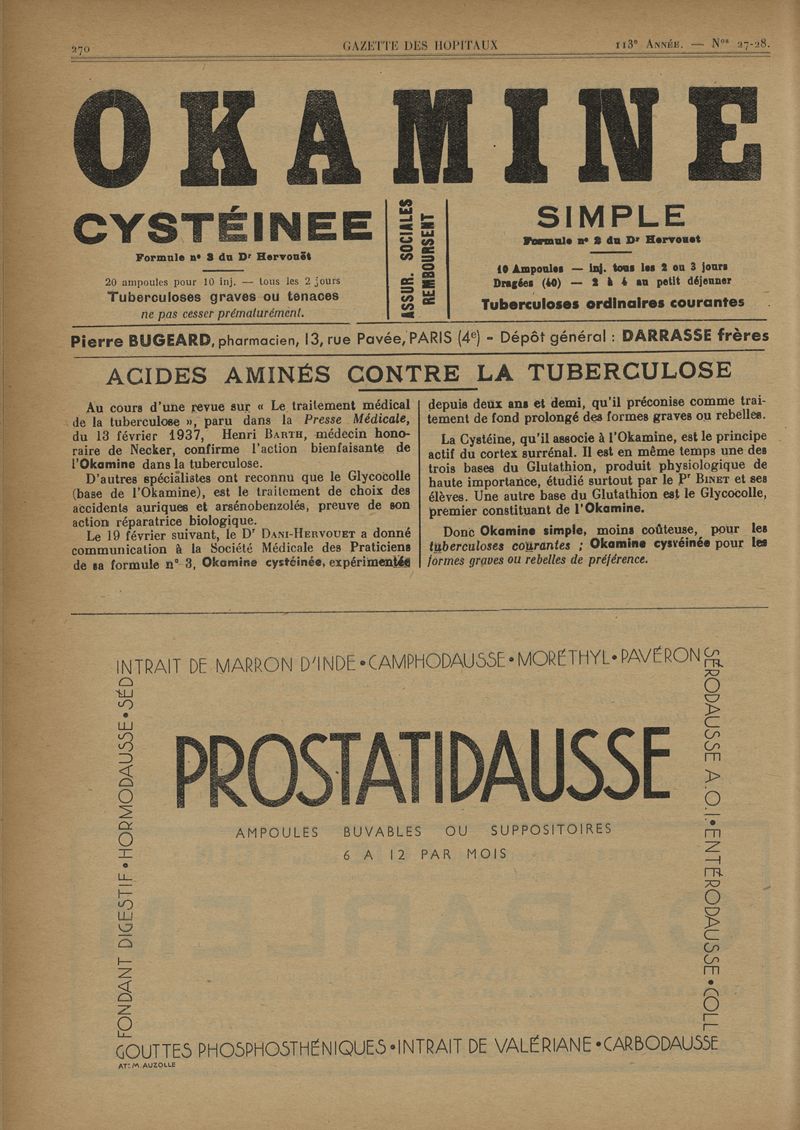 270
GAZETTE DES HOPITAUX
113e ANNÉE. — Nos 27-28.
OKAMINE
CYSTÉINEE
Formule n° 3 du Dr Hervouët
20 ampoules pour 10 inj. — tous les 2 jours
Tuberculoses graves ou tenaces
ne pas cesser prématurément.
ASSUR. SOCIALES
REMBOURSENT
SIMPLE
Formule n° 2 du Dr Hervouet
10 Ampoules — inj. tous les 2 ou 3 jours
Dragées (40) — 2 à 4 au petit déjeuner
Tuberculoses ordinaires courantes
Pierre BUGEARD, pharmacien, 13, rue Pavée, PARIS (4e) - Dépôt général : DARRASSE frères
ACIDES AMINÉS CONTRE LA TUBERCULOSE
Au cours d'une revue sur « Le traitement médical
de la tuberculose », paru dans la Presse Médicale,
du 13 février 1937, Henri BARTH, médecin hono-
raire de Necker, confirme l'action bienfaisante de
l'Okamine dans la tuberculose.
D'autres spécialistes ont reconnu que le Glycocolle
(base de l'Okamine), est le traitement de choix des
accidents auriques et arsénobenzolés, preuve de son
action réparatrice biologique.
Le 19 février suivant, le Dr DANI-HERVOUET a donné
communication à la Société Médicale des Praticiens
de sa formule n° 3, Okamine cystéinée, expérimentée
depuis deux ans et demi, qu'il préconise comme trai-
tement de fond prolongé des formes graves ou rebelles.
La Cystéine, qu'il associe à l'Okamine, est le principe
actif du cortex surrénal. Il est en même temps une des
trois bases du Glutathion, produit physiologique de
haute importance, étudié surtout par le Pr BINET et ses
élèves. Une autre base du Glutathion est le Glycocolle,
premier constituant de l'Okamine.
Donc Okamine simple, moins coûteuse, pour les
tuberculoses courantes ; Okamine cysvéinée pour les
formes graves ou rebelles de préférence.
INTRAIT DE MARRON D'INDE • CAMPHODAUSSE • MORÉTHYL • PAVÉRON
SÉRODAUSSE A.O.I • ENTÉRODAUSSE • COLL
FONDANT DIGESTIF • HORMODAUSSE • SÉD
PROSTATIDAUSSE
AMPOULES BUVABLES OU SUPPOSITOIRES
6 A 12 PAR MOIS
GOUTTES PHOSPHOSTHÉNIQUES • INTRAIT DE VALÉRIANE • CARBODAUSSE
AT: M. AUZOLLE